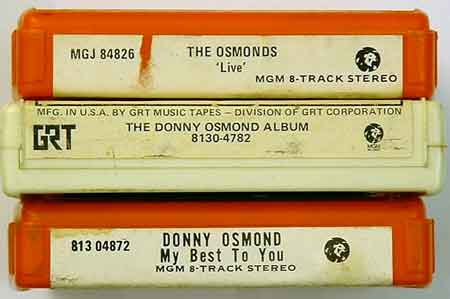 MGJ 84826
THE OSMONDS
'Live'
MGM 8-TRACK STEREO
MFG. IN U.S.A. BY GRT MUSIC TAPES - DIVISION OF GRT CORPORATION
GRT
THE DONNY OSMOND ALBUM
8130-4782
MGM
813 04872
DONNY OSMOND
My Best To You
MGM 8-TRACK STEREO